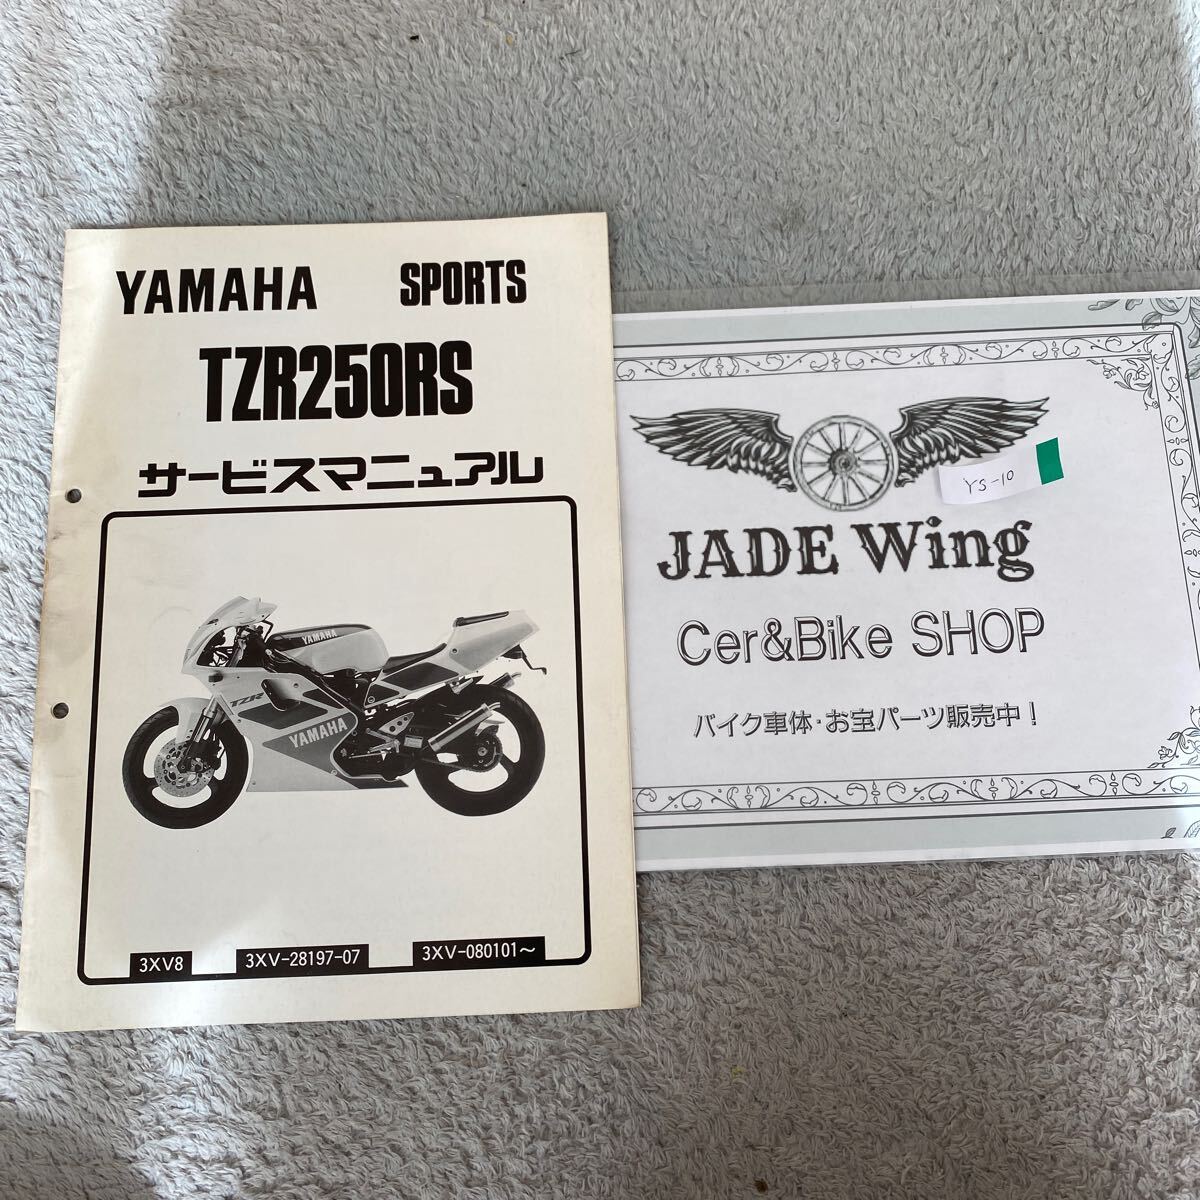 YAMAHA SPORTS
TZR250RS
サービスマニュアル
YAMAHA
TZR
YAMAHA
3XV8
3XV-28197-07
3XV-080101～
YS-10
JADE Wing
Cer&Bike SHOP
バイク車体・お宝パーツ販売中！